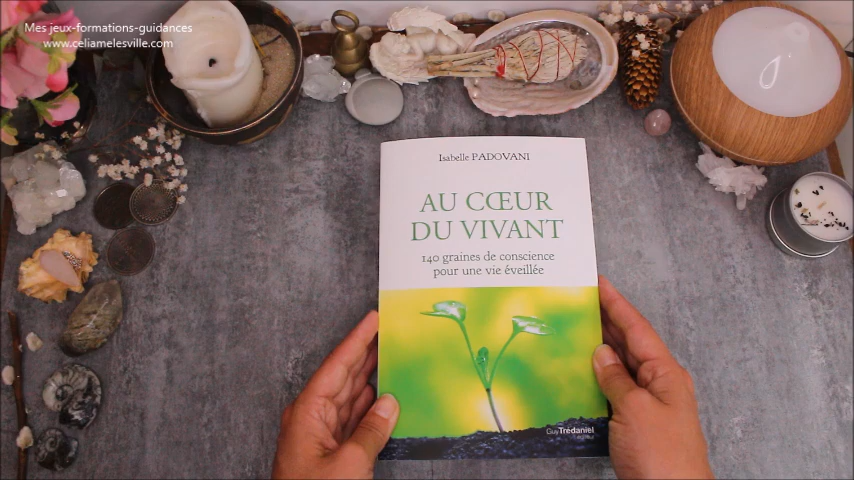 Mes jeux-formations-guidances
www.celiamelesville.com
Isabelle PADOVANI
AU CŒUR
DU VIVANT
140 graines de conscience
pour une vie éveillée
Guy Trédaniel